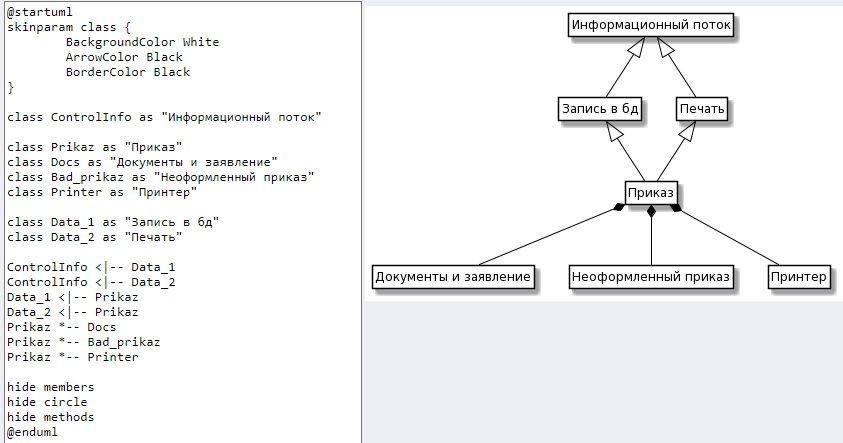 @startuml
skinparam class {
        BackgroundColor White
        ArrowColor Black
        BorderColor Black
}

class ControlInfo as "Информационный поток"

class Prikaz as "Приказ"
class Docs as "Документы и заявление"
class Bad_prikaz as "Неоформленный приказ"
class Printer as "Принтер"

class Data_1 as "Запись в бд"
class Data_2 as "Печать"

ControlInfo <|-- Data_1
ControlInfo <|-- Data_2
Data_1 <|-- Prikaz
Data_2 <|-- Prikaz
Prikaz *-- Docs
Prikaz *-- Bad_prikaz
Prikaz *-- Printer

hide members
hide circle
hide methods
@enduml
Информационный поток
Запись в бд
Печать
Приказ
Документы и заявление
Неоформленный приказ
Принтер